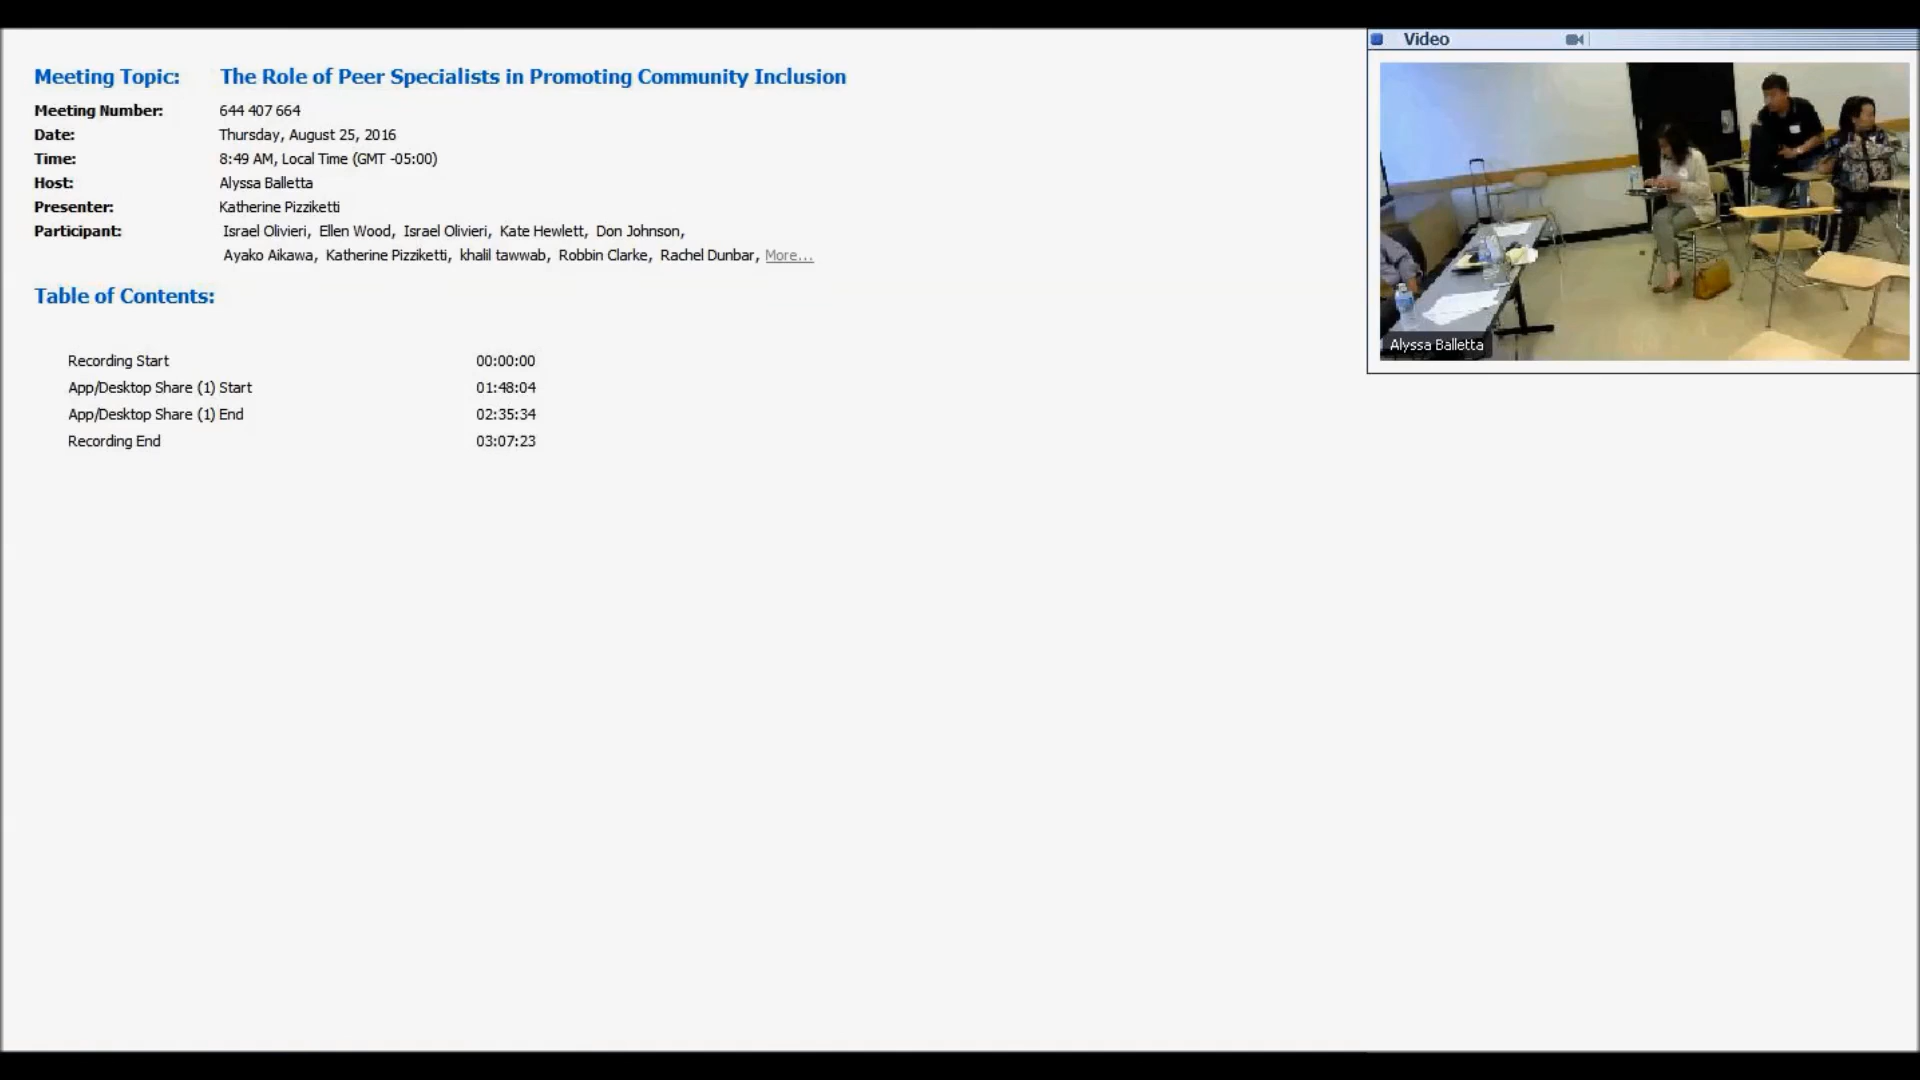 Meeting Topic: The Role of Peer Specialists in Promoting Community Inclusion
Meeting Number: 644 407 664
Date: Thursday, August 25, 2016
Time: 8:49 AM, Local Time (GMT -05:00)
Host: Alyssa Balletta
Presenter: Katherine Pizziketti
Participant: Israel Olivieri, Ellen Wood, Israel Olivieri, Kate Hewlett, Don Johnson,
Ayako Aikawa, Katherine Pizziketti, khalil tawwab, Robbin Clarke, Rachel Dunbar, More...
Table of Contents:
Recording Start 00:00:00
App/Desktop Share (1) Start 01:48:04
App/Desktop Share (1) End 02:35:34
Recording End 03:07:23
Video
Alyssa Balletta